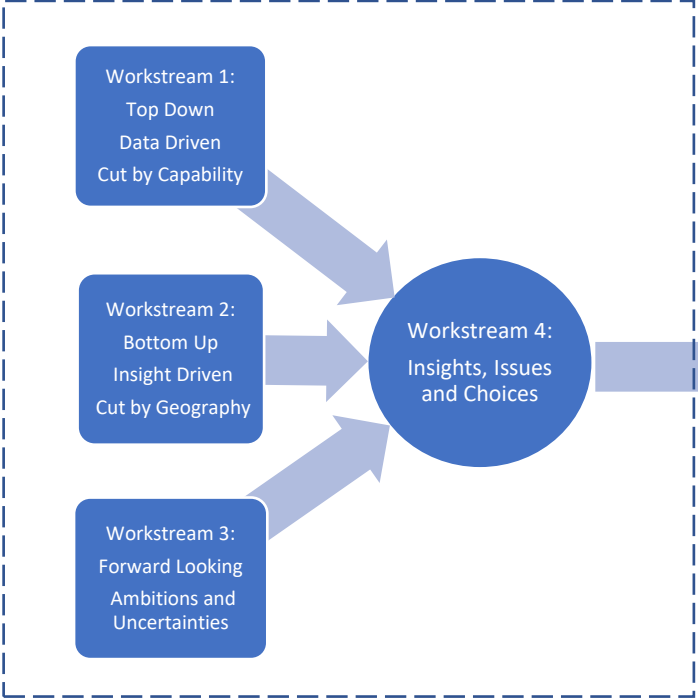 Workstream 1:
Top Down
Data Driven
Cut by Capability
Workstream 2:
Bottom Up
Insight Driven
Cut by Geography
Workstream 3:
Forward Looking
Ambitions and
Uncertainties
Workstream 4:
Insights, Issues
and Choices